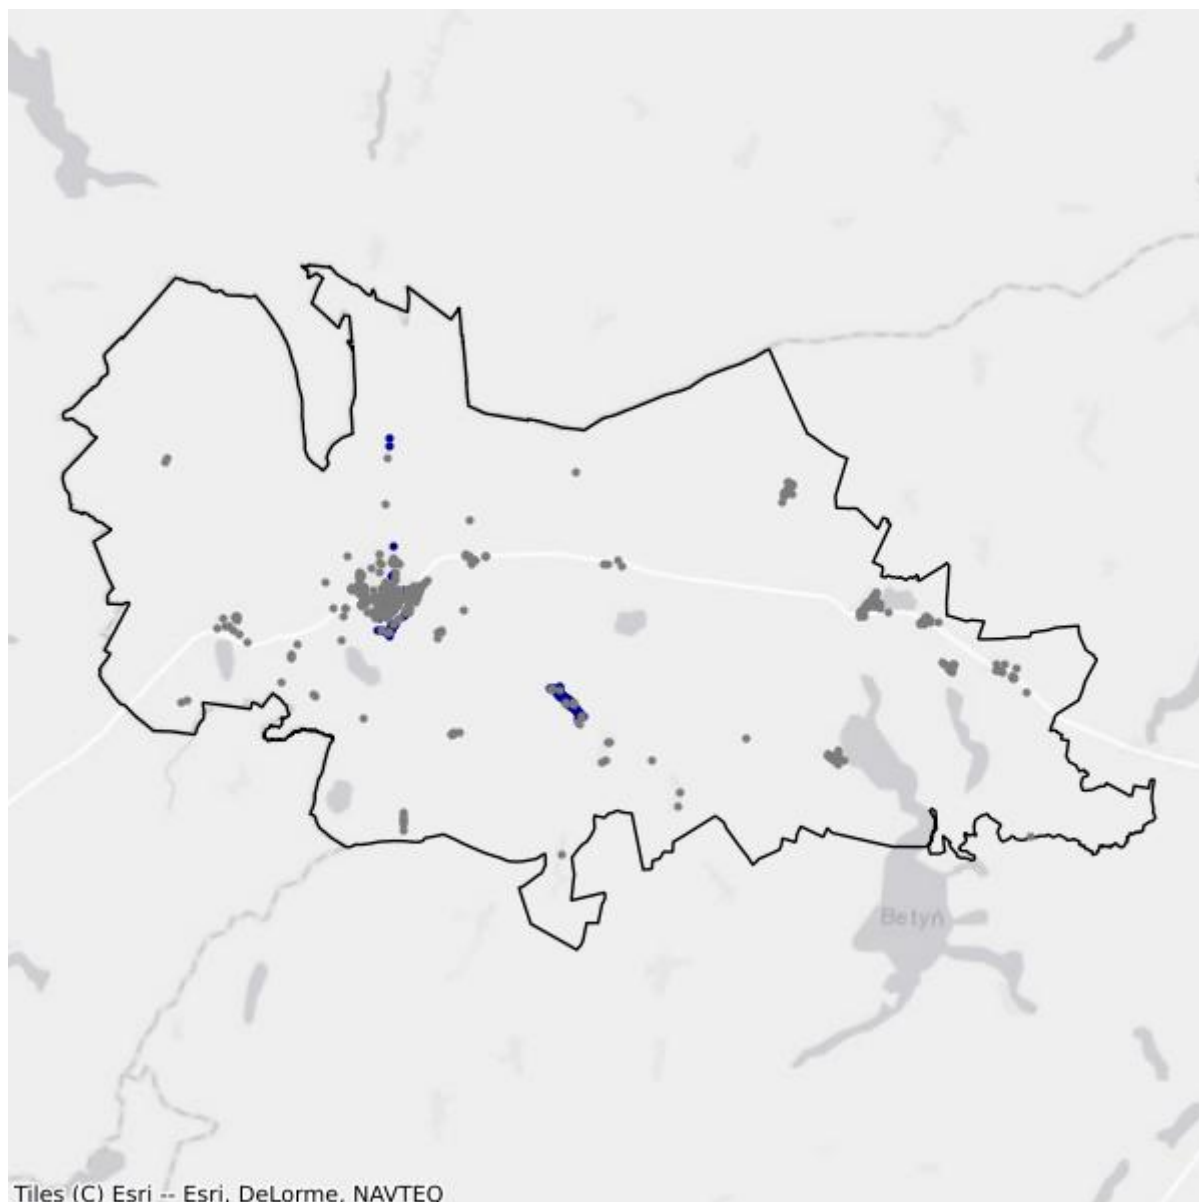 Betyń
Tiles (C) Esri -- Esri, DeLorme, NAVTEQ